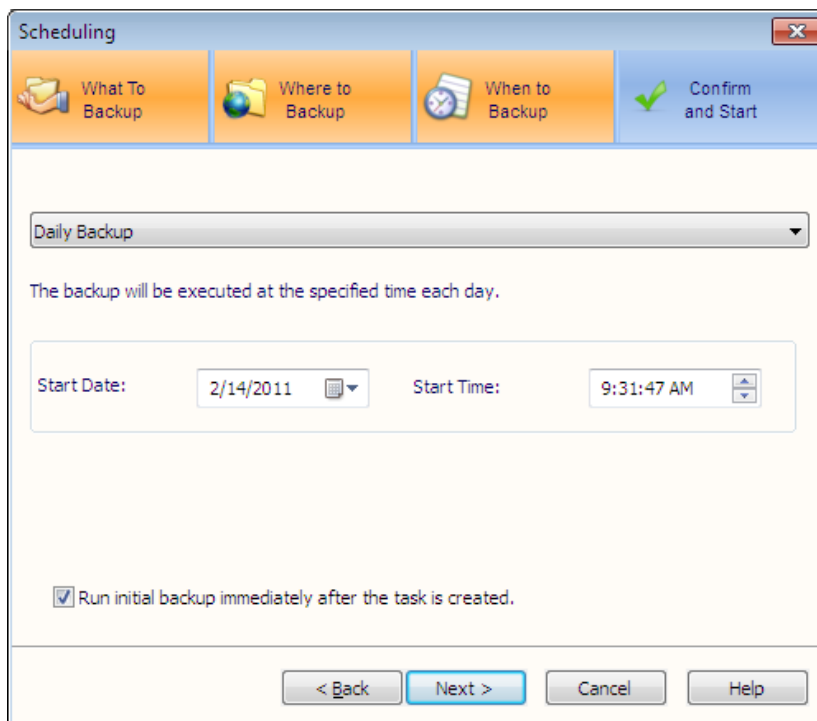 Scheduling
What To
Backup
Where to
Backup
When to
Backup
Confirm
and Start
Daily Backup
The backup will be executed at the specified time each day.
Start Date: 2/14/2011 Start Time: 9:31:47 AM
Run initial backup immediately after the task is created.
< Back Next > Cancel Help